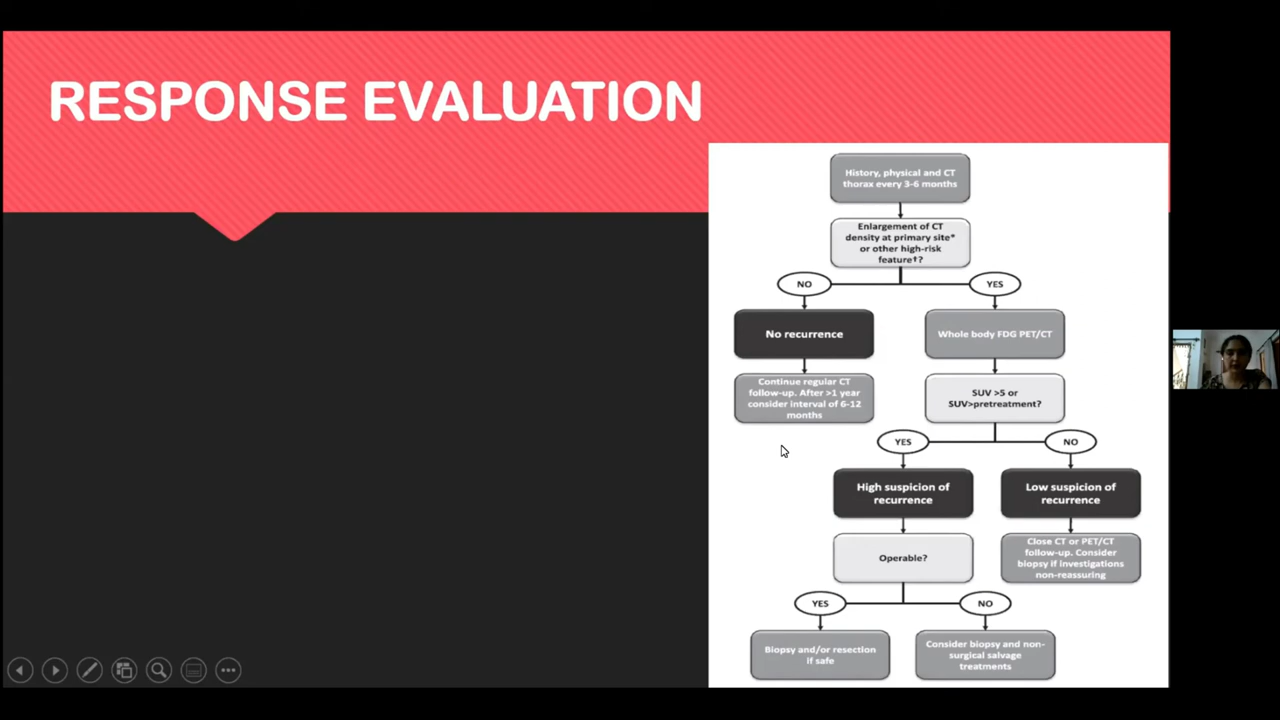 RESPONSE EVALUATION
History, physical and CT
thorax every 3-6 months
Enlargement of CT
density at primary site*
or other high-risk
feature†?
NO
YES
No recurrence
Whole body FDG PET/CT
Continue regular CT
follow-up. After >1 year
consider interval of 6-12
months
SUV >5 or
SUV>pretreatment?
YES
NO
High suspicion of
recurrence
Low suspicion of
recurrence
Operable?
Close CT or PET/CT
follow-up. Consider
biopsy if investigations
non-reassuring
YES
NO
Biopsy and/or resection
if safe
Consider biopsy and non-
surgical salvage
treatments